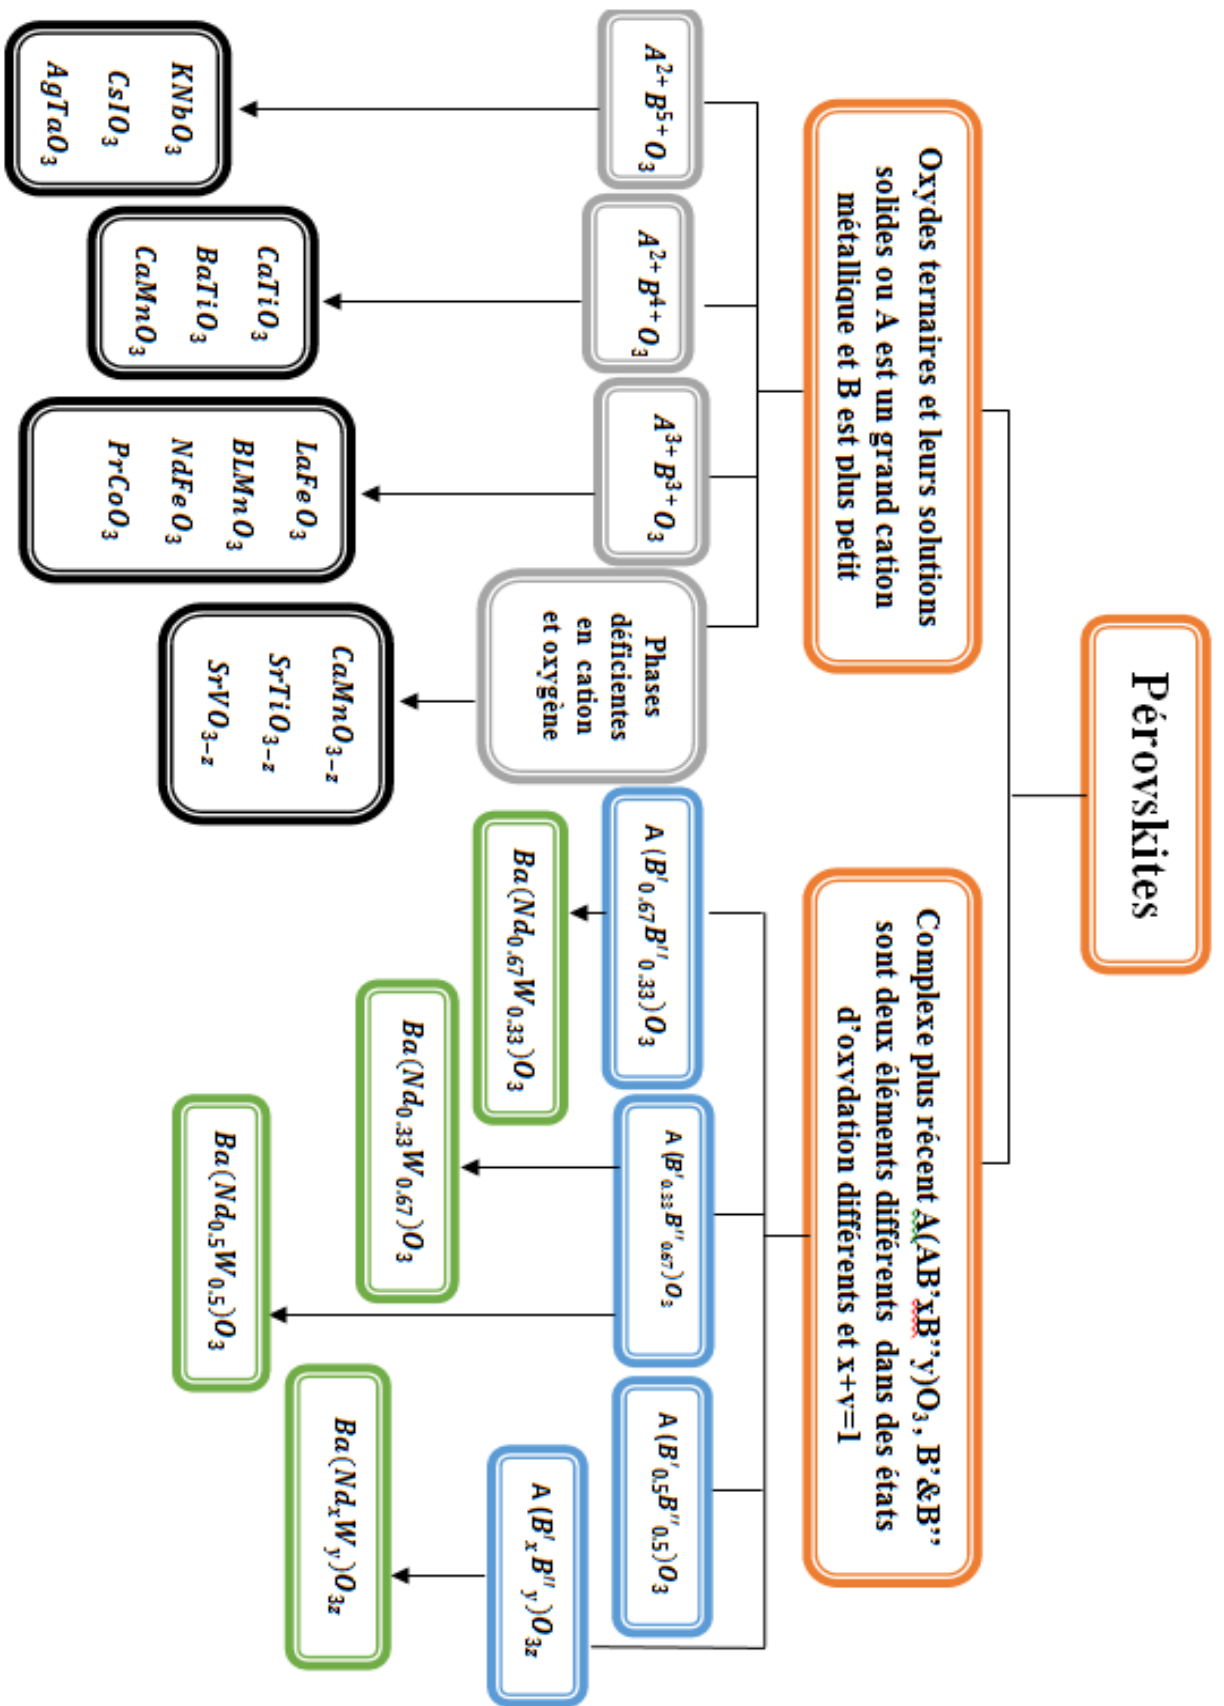 Pérovskites
Oxydes ternaires et leurs solutions
solides ou A est un grand cation
métallique et B est plus petit
Complexe plus récent A(AB’xB’’y)O₃, B’&B’’
sont deux éléments différents dans des états
d’oxydation différents et x+y=1
A²⁺B⁵⁺O₃
A²⁺B⁴⁺O₃
A³⁺B³⁺O₃
Phases
déficientes
en cation
et oxygène
A(B′₀.₆₇B′′₀.₃₃)O₃
A(B′₀.₃₃B′′₀.₆₇)O₃
A(B′₀.₅B′′₀.₅)O₃
A(B′ₓB′′ᵧ)O₃z
KNbO₃
CsIO₃
AgTaO₃
CaTiO₃
BaTiO₃
CaMnO₃
LaFeO₃
BLMnO₃
NdFeO₃
PrCoO₃
CaMnO₃₋z
SrTiO₃₋z
SrVO₃₋z
Ba(Nd₀.₆₇W₀.₃₃)O₃
Ba(Nd₀.₃₃W₀.₆₇)O₃
Ba(Nd₀.₅W₀.₅)O₃
Ba(NdₓWᵧ)O₃z